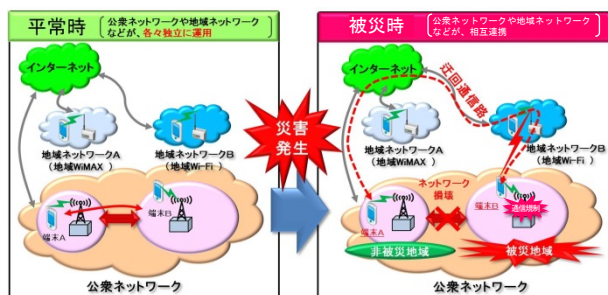 平常時
公衆ネットワークや地域ネットワーク
などが、各々独立に運用
インターネット
地域ネットワークA
(地域WiMAX )
地域ネットワークB
(地域Wi-Fi )
端末A
端末B
公衆ネットワーク
災害
発生
被災時
公衆ネットワークや地域ネットワーク
などが、相互連携
インターネット
迂回通信路
地域ネットワークA
(地域WiMAX )
地域ネットワークB
(地域Wi-Fi )
ネットワーク
損壊
端末A
端末B
通信規制
非被災地域
被災地域
公衆ネットワーク